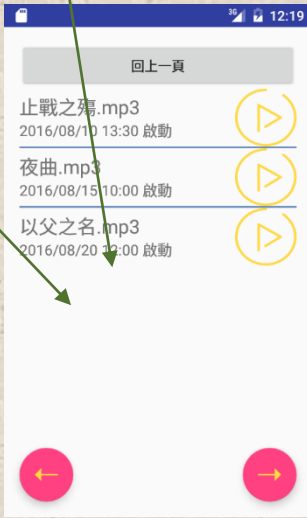 3G 12:19
回上一頁
止戰之殤.mp3
2016/08/10 13:30 啟動
夜曲.mp3
2016/08/15 10:00 啟動
以父之名.mp3
2016/08/20 12:00 啟動